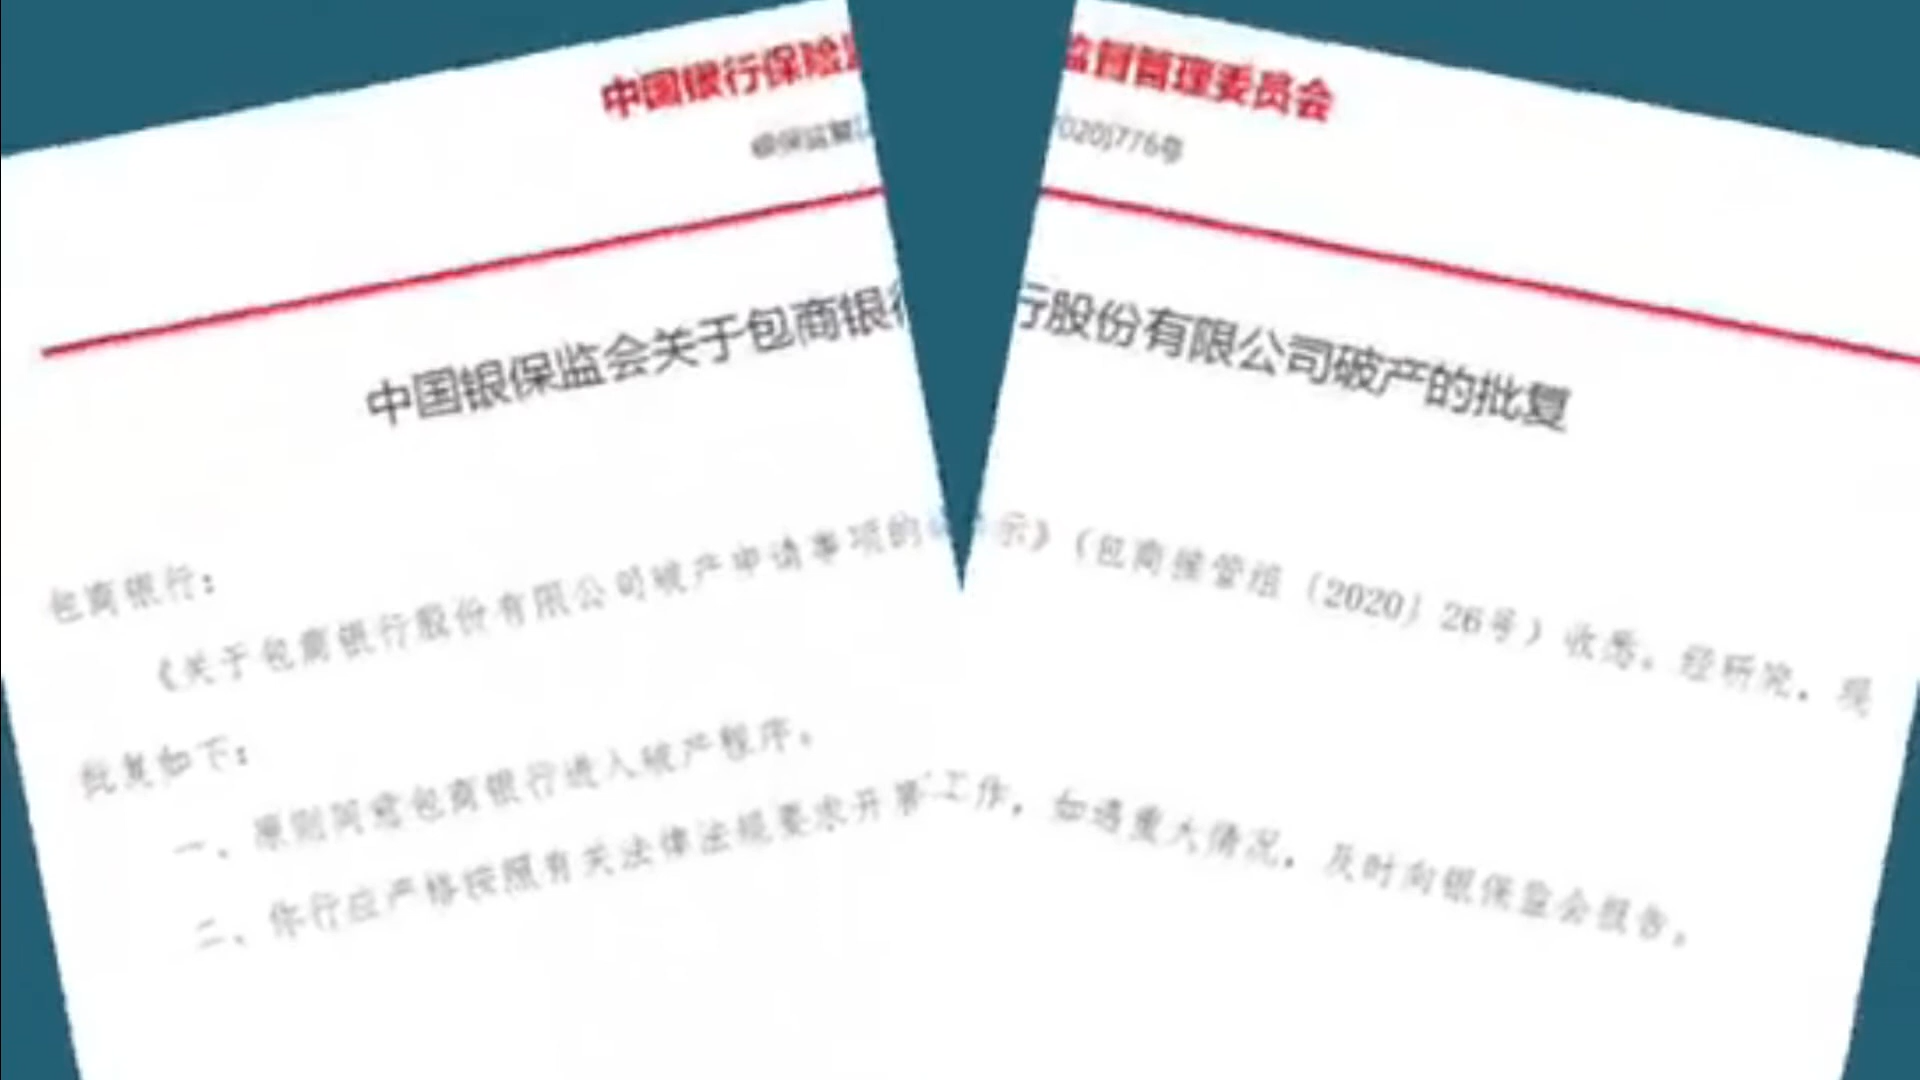 中国银行保险监督管理委员会
银保监复[2020]776号
中国银保监会关于包商银行股份有限公司破产的批复
包商银行：
《关于包商银行股份有限公司破产申请事项的 示》（包商接管组〔2020〕26号）收悉。经研究，现
批复如下：
一、原则同意包商银行进入破产程序。
二、你行应严格按照有关法律法规要求开展工作，如遇重大情况，及时向银保监会报告。